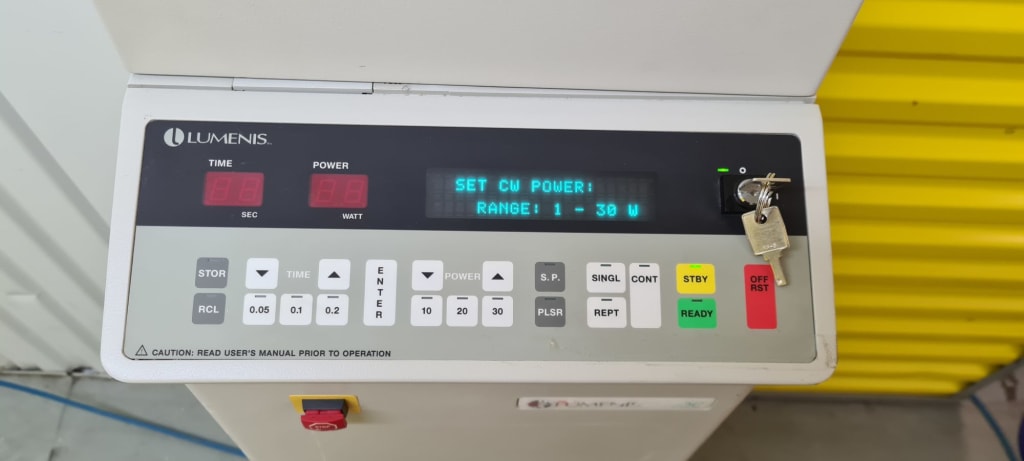 LUMENIS
TIME
POWER
SEC
WATT
SET CW POWER:
RANGE: 1 - 30 W
STOR
TIME
ENTER
POWER
S.P.
SINGL
CONT
STBY
OFF
RST
RCL
0.05
0.1
0.2
10
20
30
PLSR
REPT
READY
CAUTION: READ USER'S MANUAL PRIOR TO OPERATION
LUMENIS